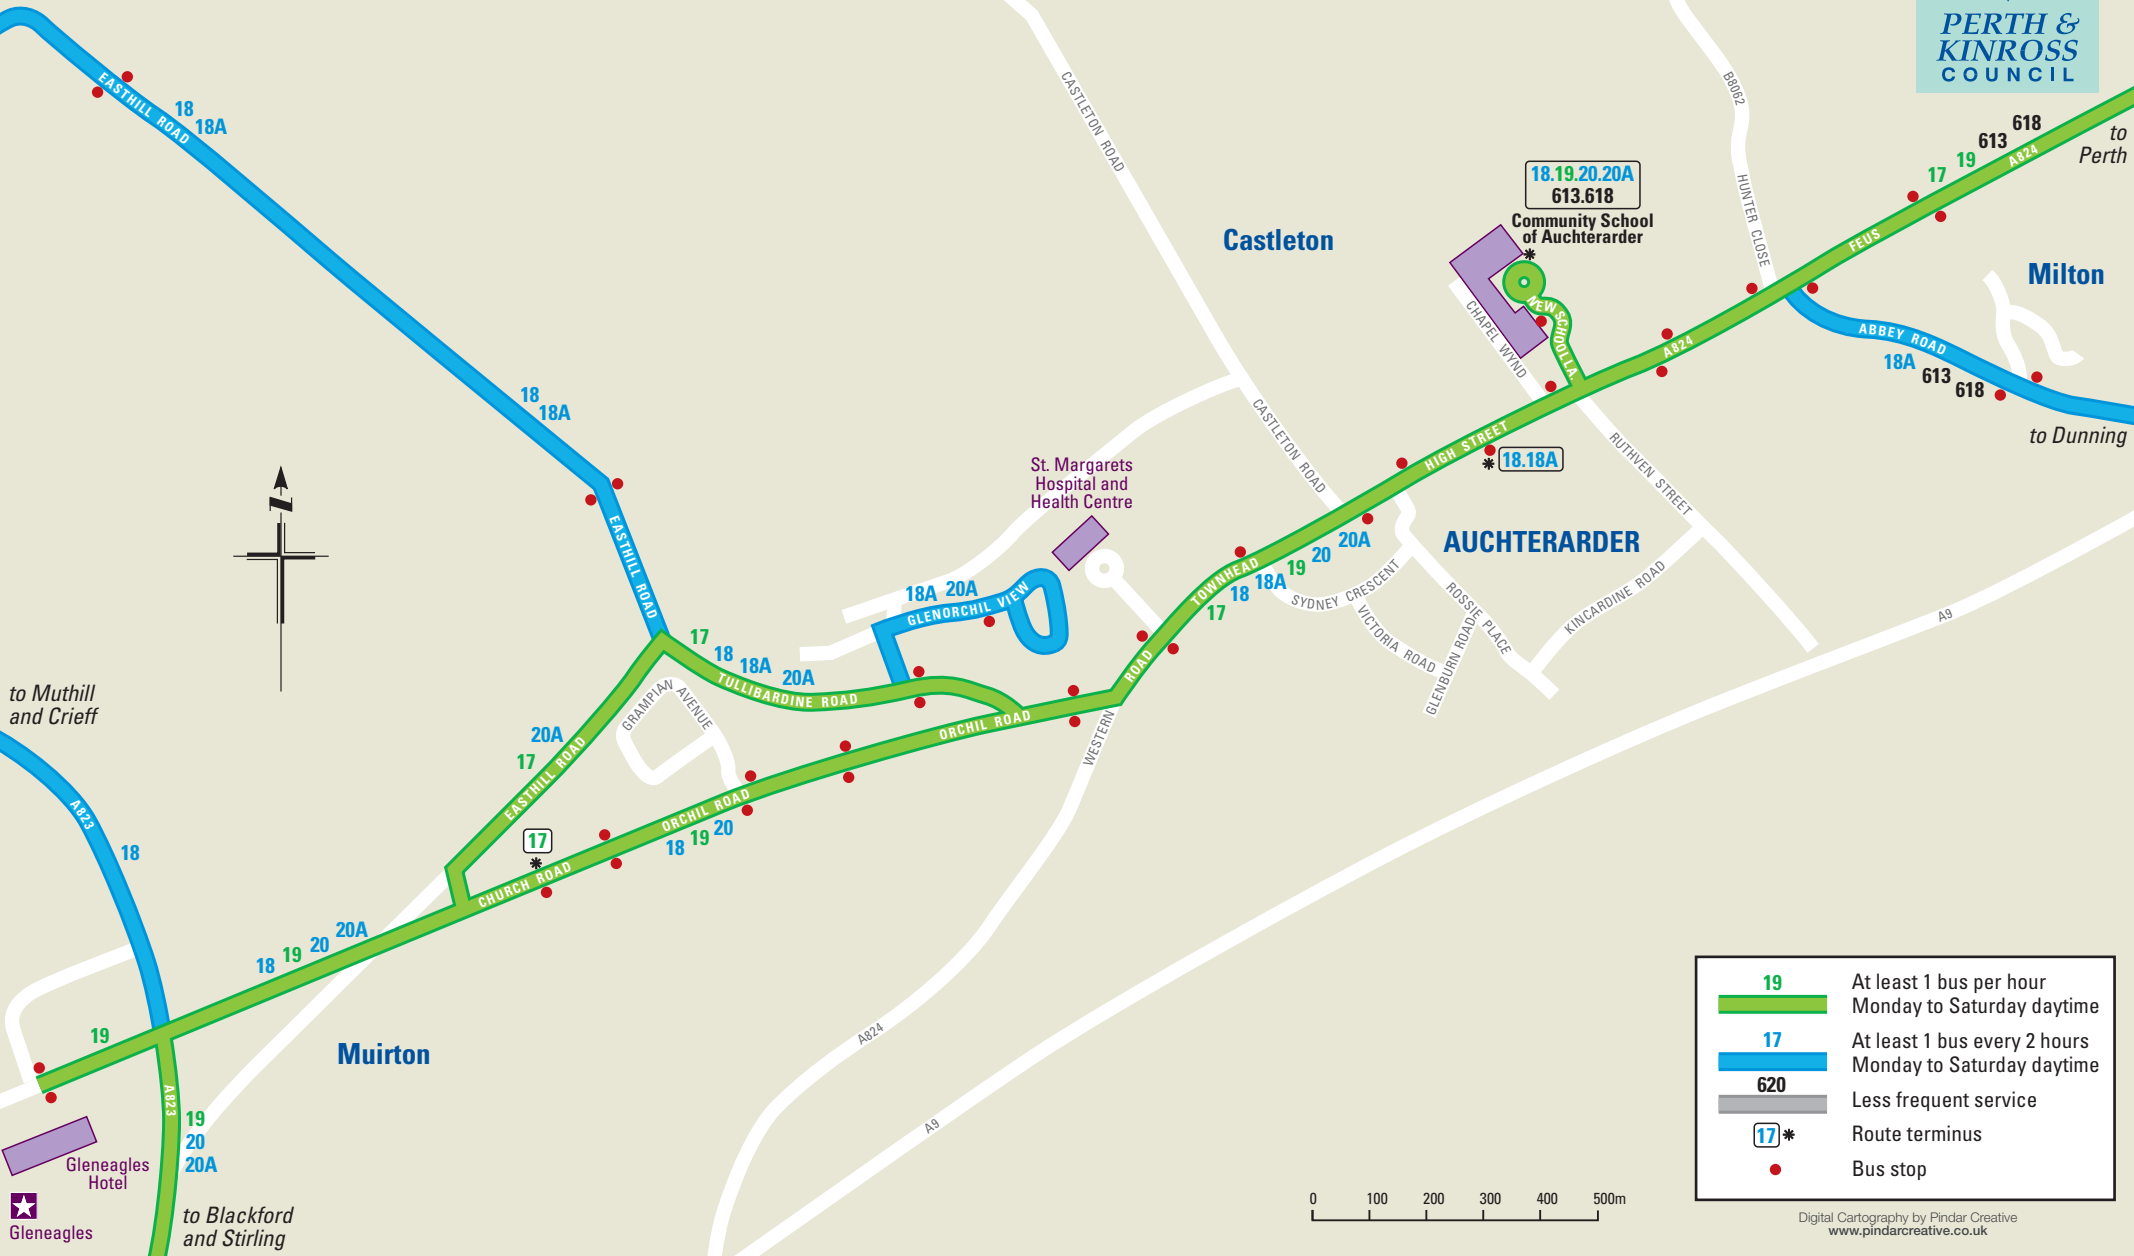 PERTH &
KINROSS
COUNCIL
EASTHILL ROAD
18
18A
CASTLETON ROAD
B8062
HUNTER CLOSE
618
613
19
17
A824
to
Perth
18.19.20.20A
613.618
Community School
of Auchterarder
Castleton
FEUS
Milton
NEW SCHOOL LA.
CHAPEL WYND
ABBEY ROAD
18A
613
618
A824
to Dunning
18
18A
N
EASTHILL ROAD
CASTLETON ROAD
HIGH STREET
18.18A
RUTHVEN STREET
St. Margarets
Hospital and
Health Centre
AUCHTERARDER
20A
20
19
18A
18
17
TOWNHEAD
SYDNEY CRESCENT
VICTORIA ROAD
ROSSIE PLACE
GLENBURN ROAD
KINCARDINE ROAD
A9
18A 20A
GLENORCHIL VIEW
17
18
18A
20A
TULLIBARDINE ROAD
GRAMPIAN AVENUE
ROAD
WESTERN
ORCHIL ROAD
to Muthill
and Crieff
20A
17
EASTHILL ROAD
A823
18
17
CHURCH ROAD
ORCHIL ROAD
18
19
20
18
19
20
20A
19
Muirton
A824
A9
A823
19
20
20A
Gleneagles
Hotel
Gleneagles
to Blackford
and Stirling
0 100 200 300 400 500m
19
At least 1 bus per hour
Monday to Saturday daytime
17
At least 1 bus every 2 hours
Monday to Saturday daytime
620
Less frequent service
17
Route terminus
Bus stop
Digital Cartography by Pindar Creative
www.pindarcreative.co.uk